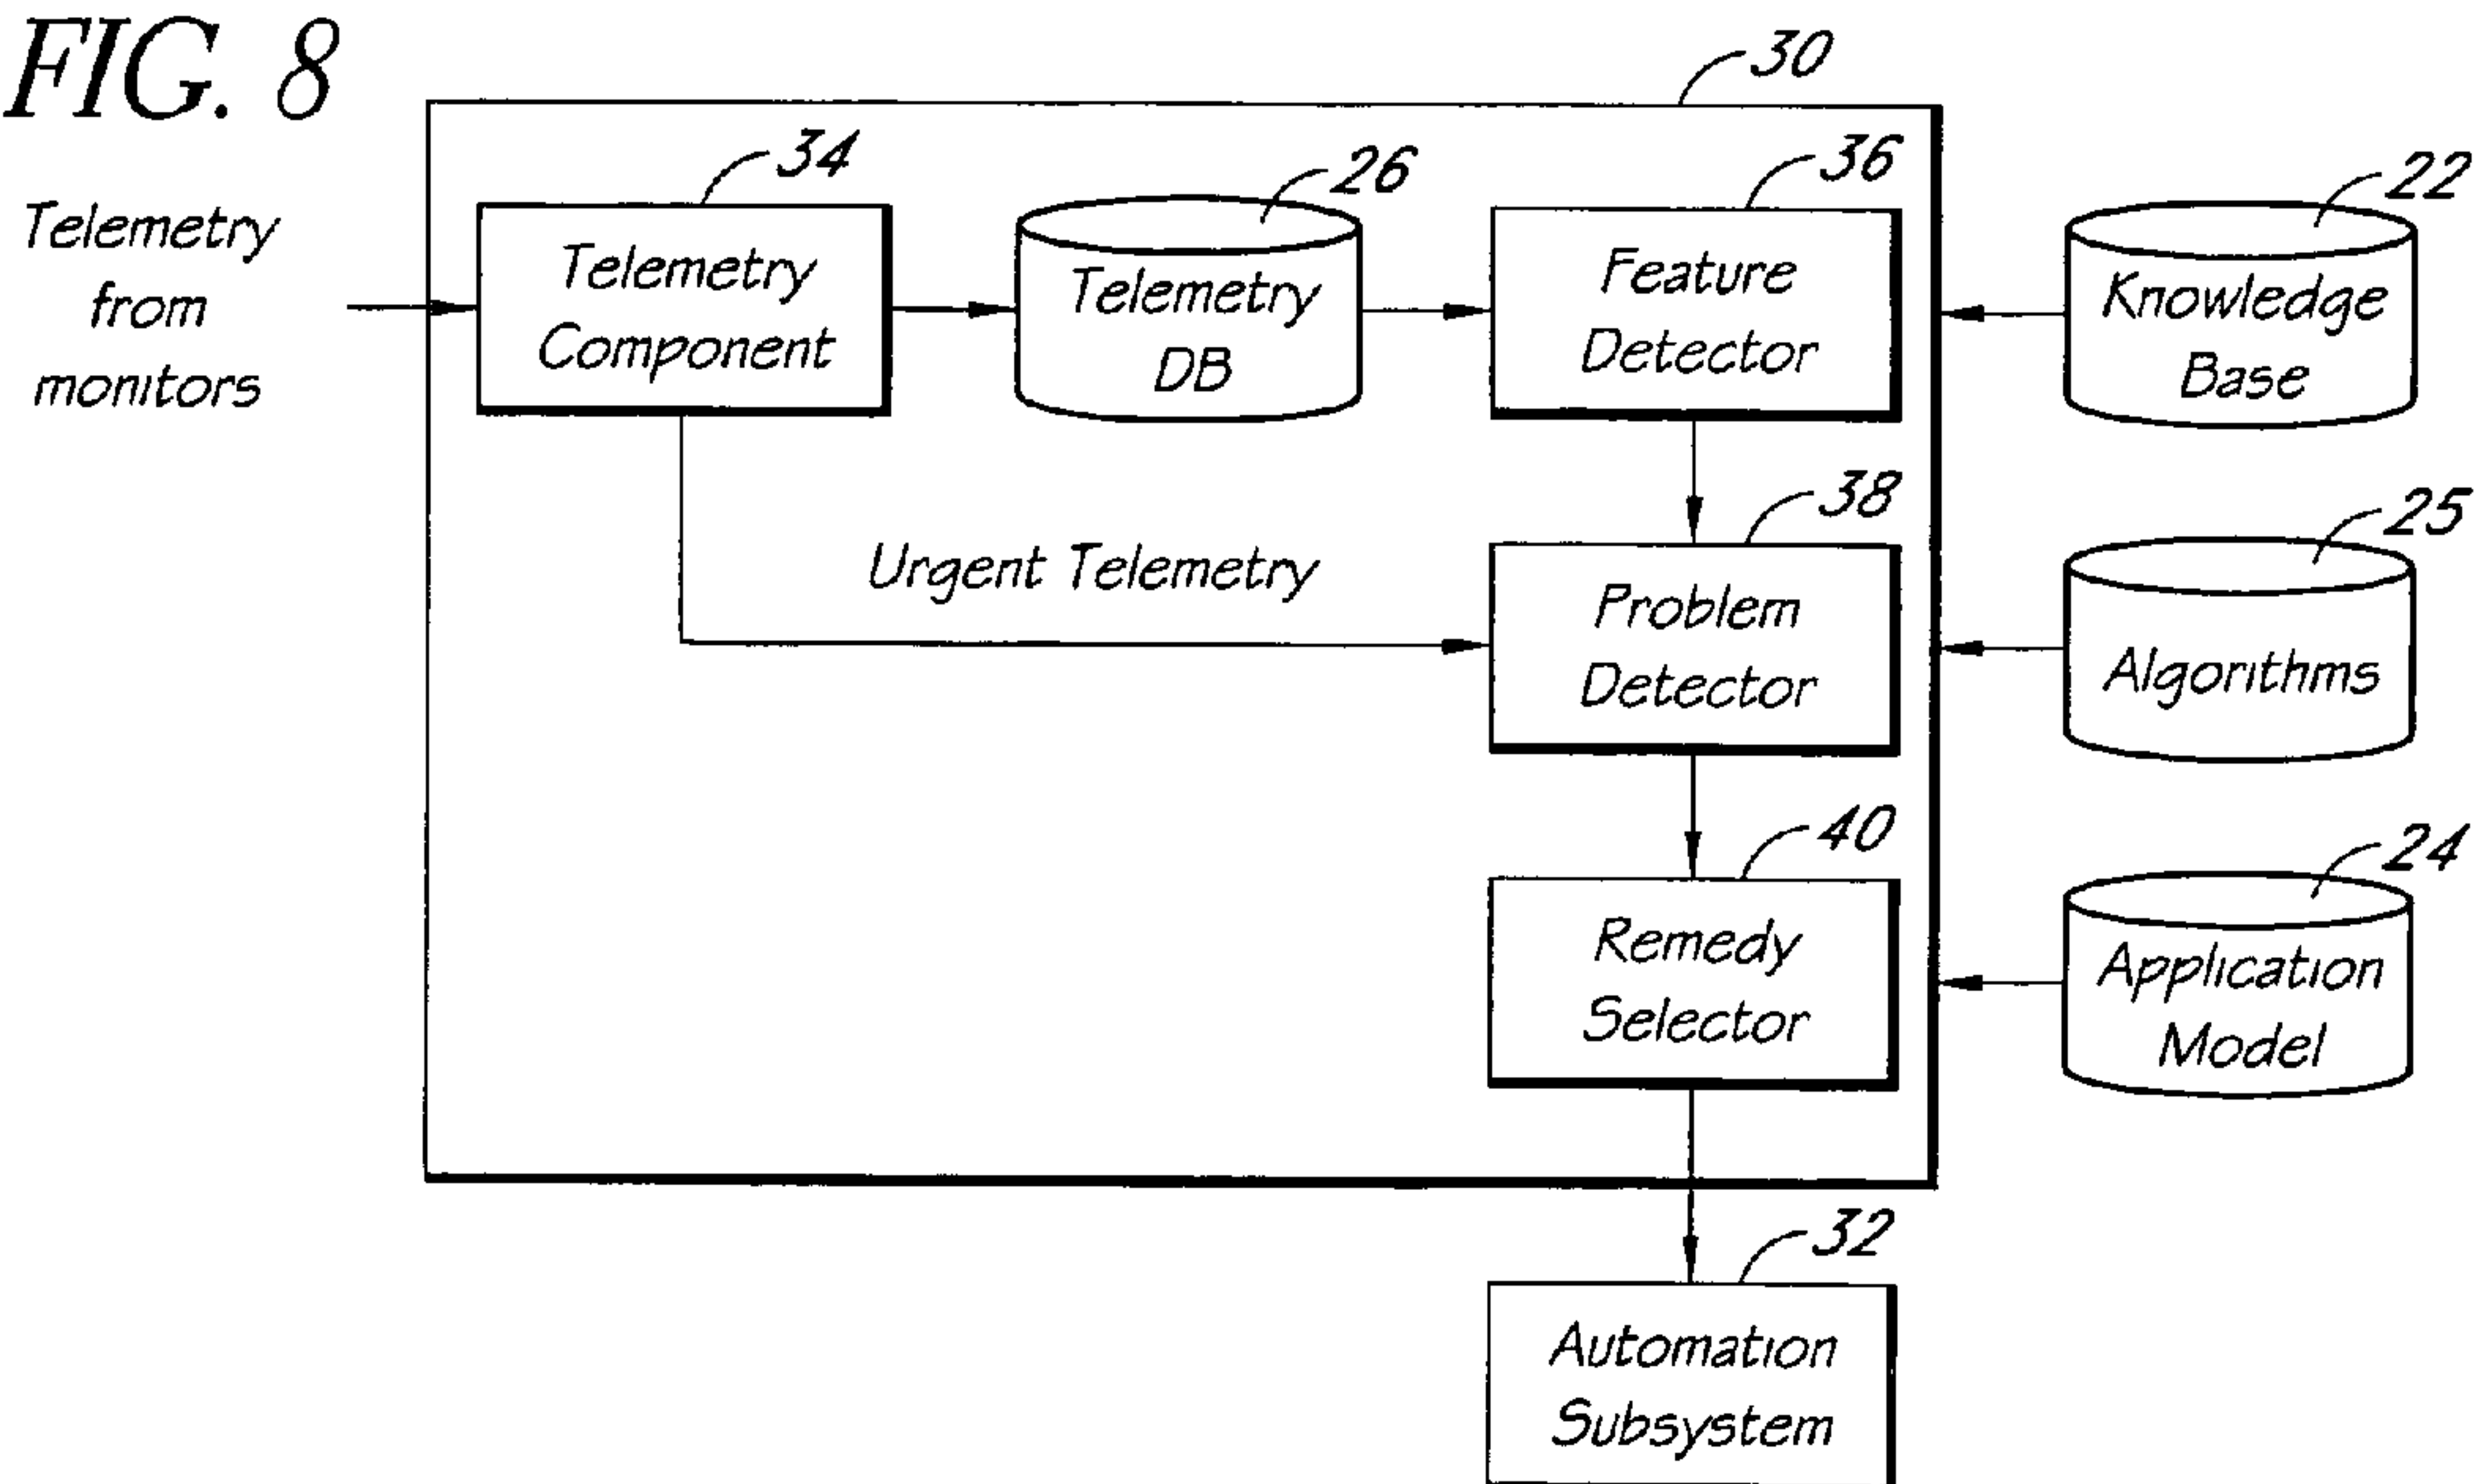 FIG. 8
30
34
26
36
22
Telemetry
from
monitors
Telemetry
Component
Telemetry
DB
Feature
Detector
Knowledge
Base
38
25
Urgent Telemetry
Problem
Detector
Algorithms
40
24
Remedy
Selector
Application
Model
32
Automation
Subsystem